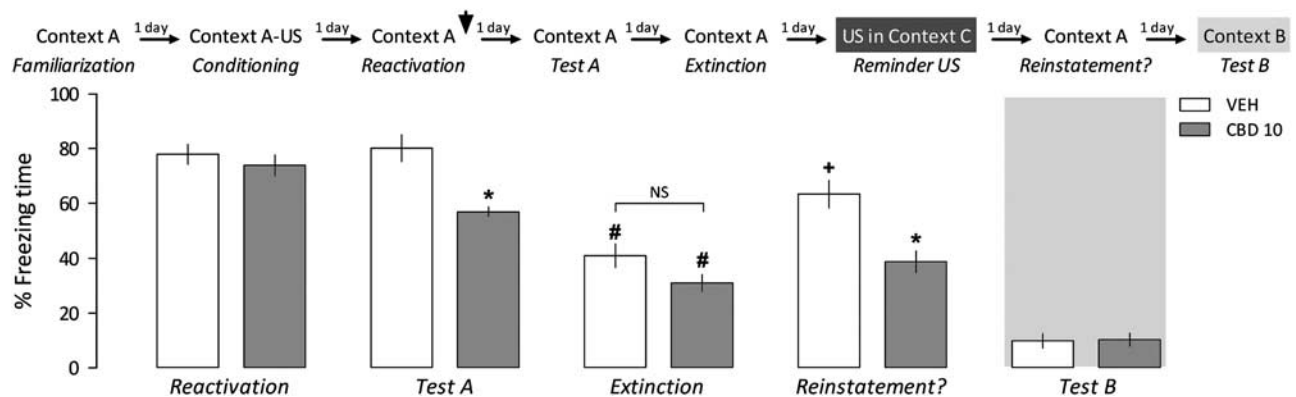 1 day 1 day 1 day 1 day 1 day 1 day 1 day
Context A Context A-US Context A Context A Context A US in Context C Context A Context B
Familiarization Conditioning Reactivation Test A Extinction Reminder US Reinstatement? Test B
% Freezing time
100
80
60
40
20
0
VEH
CBD 10
*
#
NS
#
+
*
Reactivation Test A Extinction Reinstatement? Test B